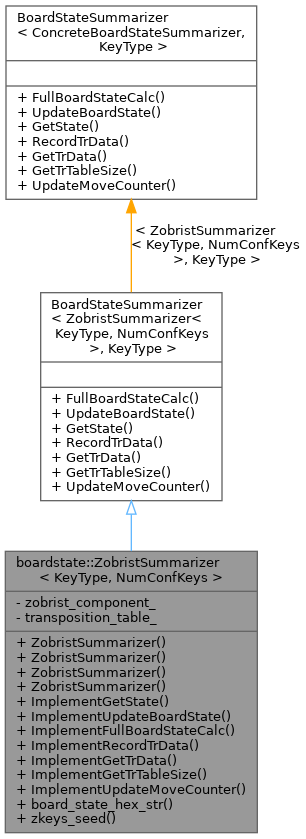 BoardStateSummarizer
< ConcreteBoardStateSummarizer,
KeyType >
+ FullBoardStateCalc()
+ UpdateBoardState()
+ GetState()
+ RecordTrData()
+ GetTrData()
+ GetTrTableSize()
+ UpdateMoveCounter()
< ZobristSummarizer
< KeyType, NumConfKeys
>, KeyType >
BoardStateSummarizer
< ZobristSummarizer<
KeyType, NumConfKeys
>, KeyType >
+ FullBoardStateCalc()
+ UpdateBoardState()
+ GetState()
+ RecordTrData()
+ GetTrData()
+ GetTrTableSize()
+ UpdateMoveCounter()
boardstate::ZobristSummarizer
< KeyType, NumConfKeys >
- zobrist_component_
- transposition_table_
+ ZobristSummarizer()
+ ZobristSummarizer()
+ ZobristSummarizer()
+ ZobristSummarizer()
+ ImplementGetState()
+ ImplementUpdateBoardState()
+ ImplementFullBoardStateCalc()
+ ImplementRecordTrData()
+ ImplementGetTrData()
+ ImplementGetTrTableSize()
+ ImplementUpdateMoveCounter()
+ board_state_hex_str()
+ zkeys_seed()